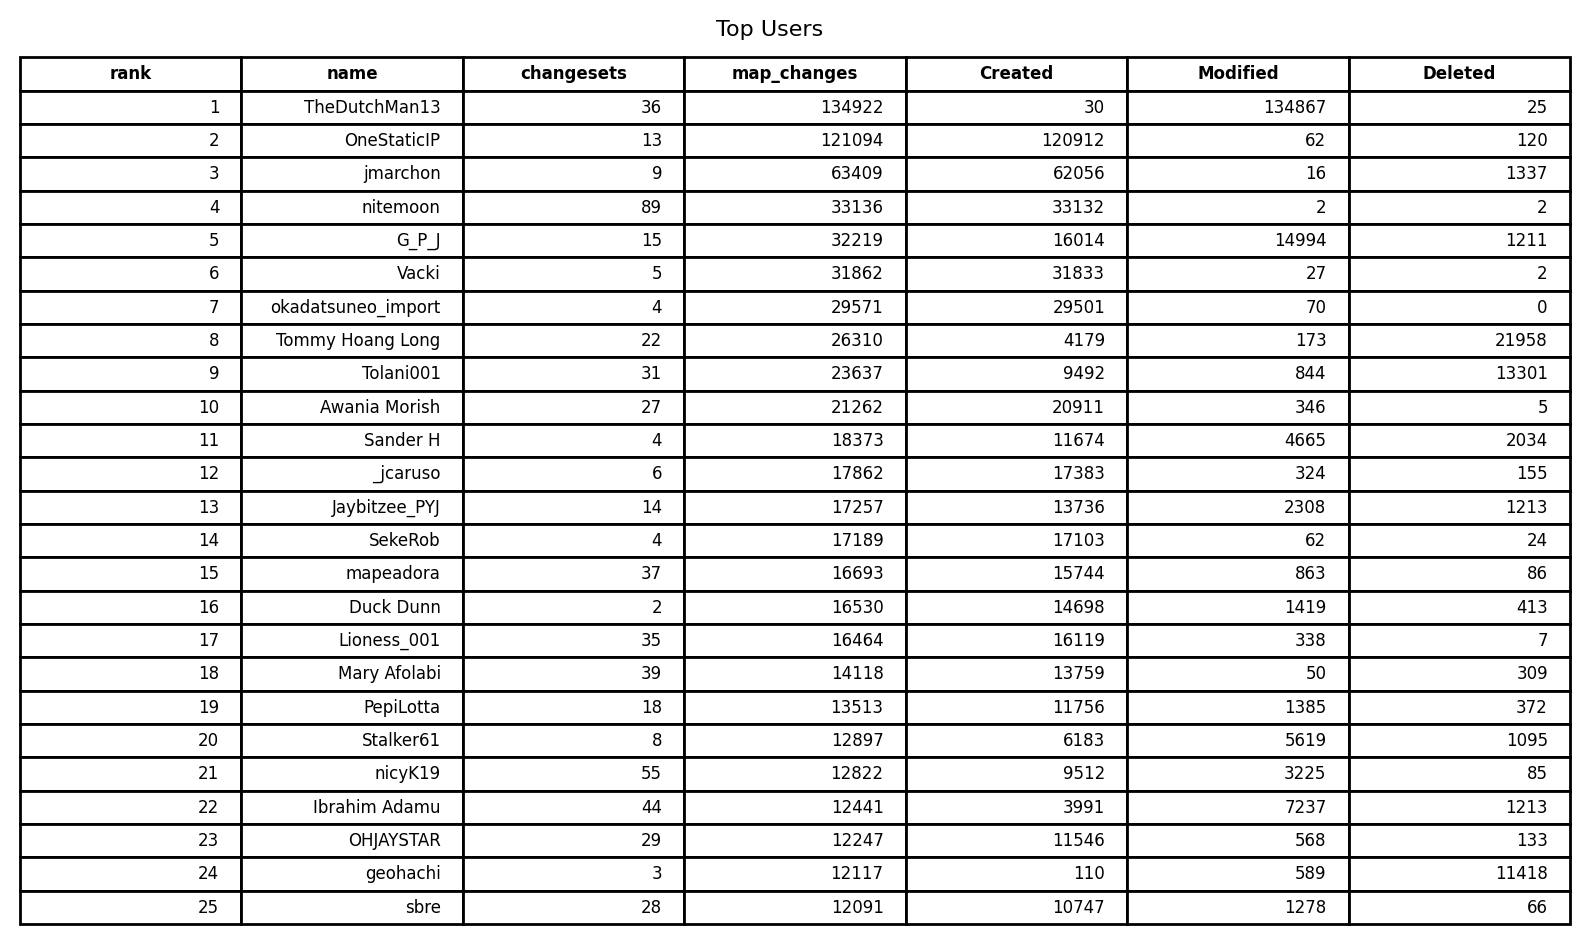 Top Users
rank name changesets map_changes Created Modified Deleted
1 TheDutchMan13 36 134922 30 134867 25
2 OneStaticIP 13 121094 120912 62 120
3 jmarchon 9 63409 62056 16 1337
4 nitemoon 89 33136 33132 2 2
5 G_P_J 15 32219 16014 14994 1211
6 Vacki 5 31862 31833 27 2
7 okadatsuneo_import 4 29571 29501 70 0
8 Tommy Hoang Long 22 26310 4179 173 21958
9 Tolani001 31 23637 9492 844 13301
10 Awania Morish 27 21262 20911 346 5
11 Sander H 4 18373 11674 4665 2034
12 _jcaruso 6 17862 17383 324 155
13 Jaybitzee_PYJ 14 17257 13736 2308 1213
14 SekeRob 4 17189 17103 62 24
15 mapeadora 37 16693 15744 863 86
16 Duck Dunn 2 16530 14698 1419 413
17 Lioness_001 35 16464 16119 338 7
18 Mary Afolabi 39 14118 13759 50 309
19 PepiLotta 18 13513 11756 1385 372
20 Stalker61 8 12897 6183 5619 1095
21 nicyK19 55 12822 9512 3225 85
22 Ibrahim Adamu 44 12441 3991 7237 1213
23 OHJAYSTAR 29 12247 11546 568 133
24 geohachi 3 12117 110 589 11418
25 sbre 28 12091 10747 1278 66